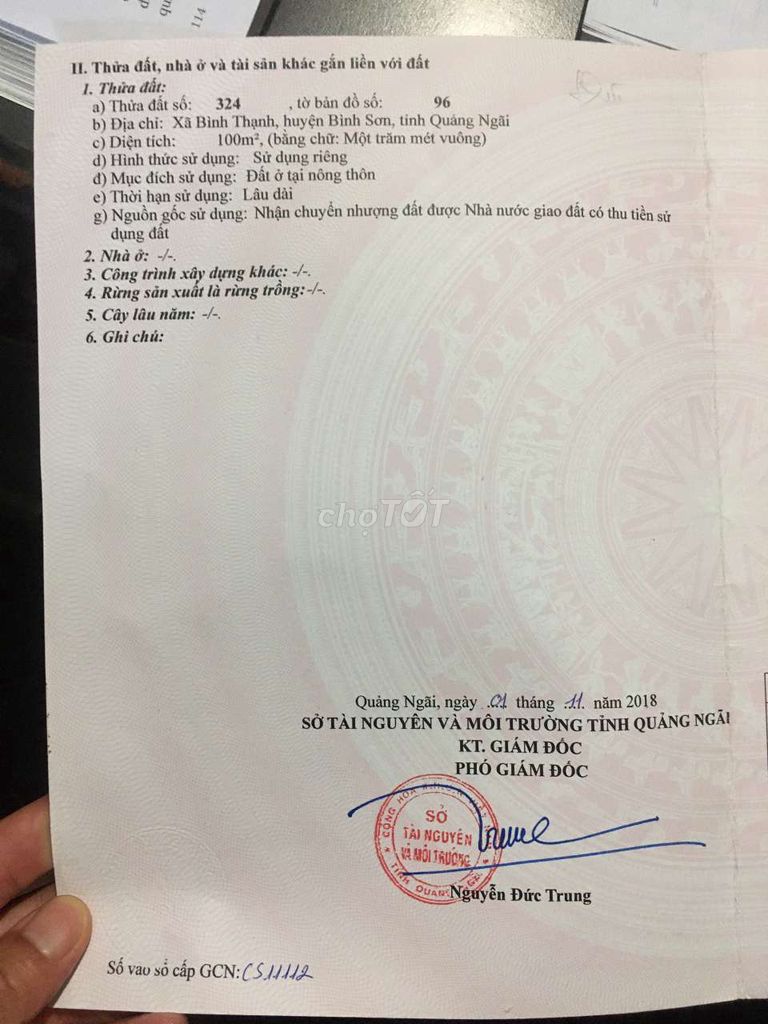 114
II. Thửa đất, nhà ở và tài sản khác gắn liền với đất
1. Thửa đất:
a) Thửa đất số: 324 , tờ bản đồ số: 96
b) Địa chỉ: Xã Bình Thạnh, huyện Bình Sơn, tỉnh Quảng Ngãi
c) Diện tích: 100m², (bằng chữ: Một trăm mét vuông)
d) Hình thức sử dụng: Sử dụng riêng
đ) Mục đích sử dụng: Đất ở tại nông thôn
e) Thời hạn sử dụng: Lâu dài
g) Nguồn gốc sử dụng: Nhận chuyển nhượng đất được Nhà nước giao đất có thu tiền sử
dụng đất
2. Nhà ở: -/-.
3. Công trình xây dựng khác: -/-.
4. Rừng sản xuất là rừng trồng:-/-.
5. Cây lâu năm: -/-.
6. Ghi chú:
chợTỐT
Quảng Ngãi, ngày 01 tháng 11 năm 2018
SỞ TÀI NGUYÊN VÀ MÔI TRƯỜNG TỈNH QUẢNG NGÃI
KT. GIÁM ĐỐC
PHÓ GIÁM ĐỐC
SỞ
TÀI NGUYÊN
VÀ MÔI TRƯỜNG
Nguyễn Đức Trung
Số vào sổ cấp GCN: CS11112